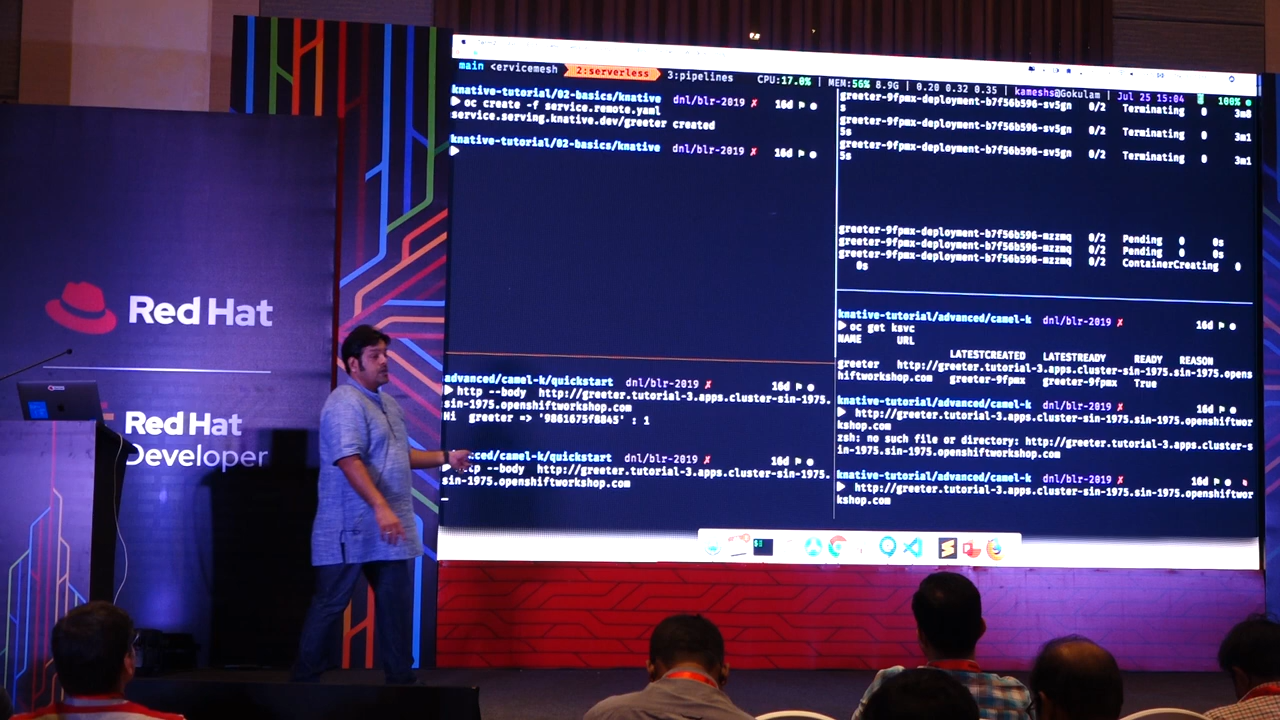 main <ervicemesh 2:serverless 3:pipelines CPU:17.0% | MEM:56% 8.9G | 0.20 0.32 0.35 | kameshs@Gokulam | Jul 25 15:04 100%
knative-tutorial/02-basics/knative dnl/blr-2019 ✗ 16d
oc create -f service.remote.yaml
service.serving.knative.dev/greeter created
knative-tutorial/02-basics/knative dnl/blr-2019 ✗ 16d
greeter-9fpmx-deployment-b7f56b596-sv5gn 0/2 Terminating 0 3m0
s
greeter-9fpmx-deployment-b7f56b596-sv5gn 0/2 Terminating 0 3m1
5s
greeter-9fpmx-deployment-b7f56b596-sv5gn 0/2 Terminating 0 3m1
5s
greeter-9fpmx-deployment-b7f56b596-mzzmq 0/2 Pending 0 0s
greeter-9fpmx-deployment-b7f56b596-mzzmq 0/2 Pending 0 0s
greeter-9fpmx-deployment-b7f56b596-mzzmq 0/2 ContainerCreating 0
0s
advanced/camel-k/quickstart dnl/blr-2019 ✗ 16d
http --body http://greeter.tutorial-3.apps.cluster-sin-1975.
sin-1975.openshiftworkshop.com
Hi greeter => '9861675f8845' : 1
ced/camel-k/quickstart dnl/blr-2019 ✗ 16d
http --body http://greeter.tutorial-3.apps.cluster-sin-1975.
sin-1975.openshiftworkshop.com
knative-tutorial/advanced/camel-k dnl/blr-2019 ✗ 16d
oc get ksvc
NAME URL
LATESTCREATED LATESTREADY READY REASON
greeter http://greeter.tutorial-3.apps.cluster-sin-1975.sin-1975.opens
hiftworkshop.com greeter-9fpmx greeter-9fpmx True
knative-tutorial/advanced/camel-k dnl/blr-2019 ✗ 16d
http://greeter.tutorial-3.apps.cluster-sin-1975.sin-1975.openshiftwor
kshop.com
zsh: no such file or directory: http://greeter.tutorial-3.apps.cluster-s
in-1975.sin-1975.openshiftworkshop.com
knative-tutorial/advanced/camel-k dnl/blr-2019 ✗ 16d
http://greeter.tutorial-3.apps.cluster-sin-1975.sin-1975.openshiftwor
kshop.com
Red Hat
Red Hat
Developer